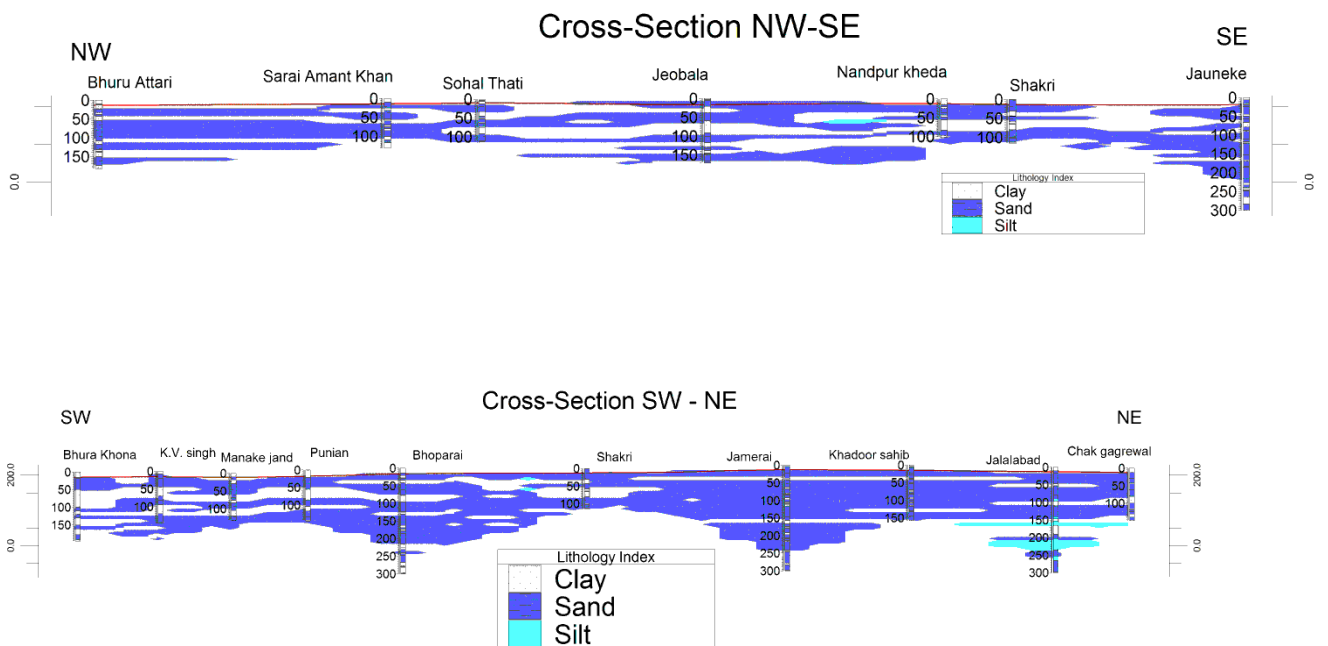 Cross-Section NW-SE
NW
SE
Bhuru Attari
Sarai Amant Khan
Sohal Thati
Jeobala
Nandpur kheda
Shakri
Jauneke
0
50
100
150
0
50
100
0
50
100
0
50
100
150
0
50
100
0
50
100
0
50
100
150
200
250
300
0.0
0.0
Lithology Index
Clay
Sand
Silt
Cross-Section SW - NE
SW
NE
Bhura Khona
K.V. singh
Manake jand
Punian
Bhoparai
Shakri
Jamerai
Khadoor sahib
Jalalabad
Chak gagrewal
0
50
100
150
0
50
100
0
50
100
0
50
100
0
50
100
150
200
250
300
0
50
100
0
50
100
150
200
250
300
0
50
100
150
0
50
100
150
200
250
300
0
50
100
150
200.0
0.0
200.0
0.0
Lithology Index
Clay
Sand
Silt